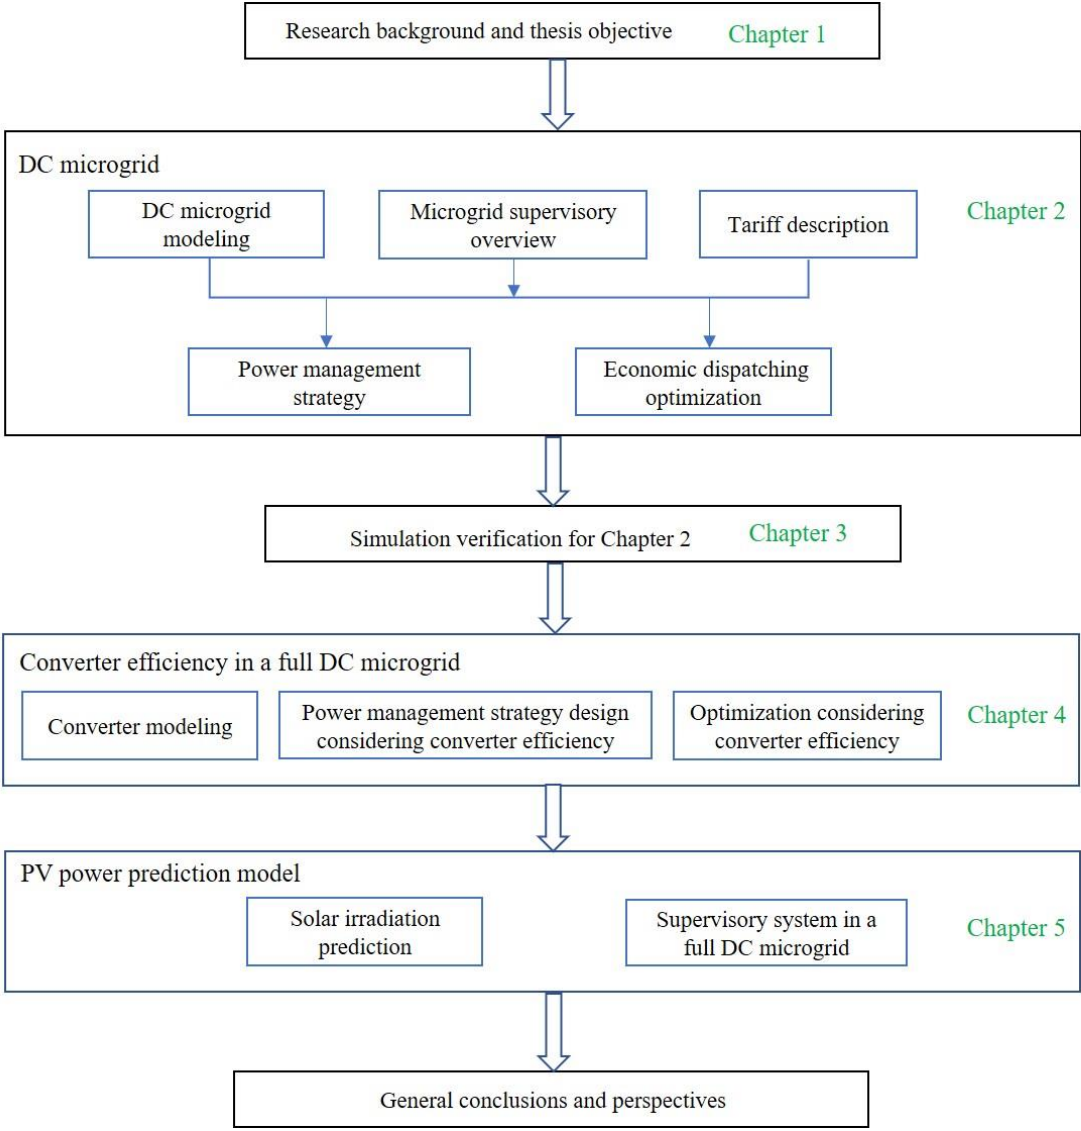 Research background and thesis objective
Chapter 1
DC microgrid
DC microgrid
modeling
Microgrid supervisory
overview
Tariff description
Chapter 2
Power management
strategy
Economic dispatching
optimization
Simulation verification for Chapter 2
Chapter 3
Converter efficiency in a full DC microgrid
Converter modeling
Power management strategy design
considering converter efficiency
Optimization considering
converter efficiency
Chapter 4
PV power prediction model
Solar irradiation
prediction
Supervisory system in a
full DC microgrid
Chapter 5
General conclusions and perspectives